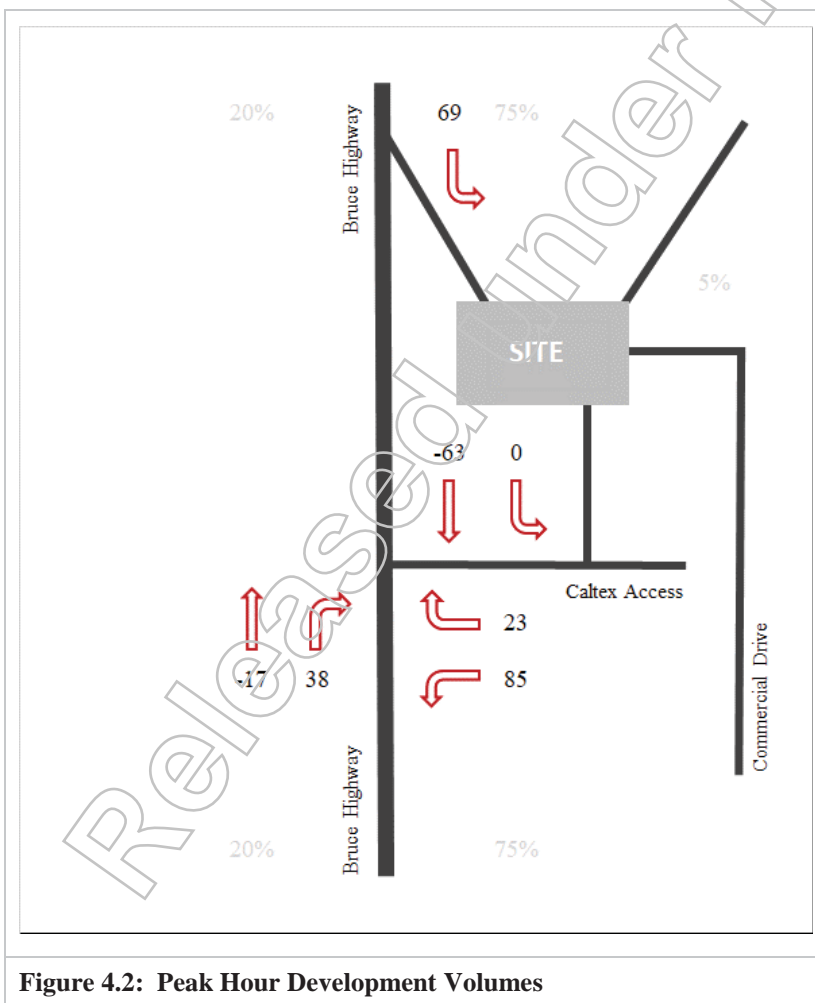 20%
Bruce Highway
69
75%
5%
SITE
-63
0
Caltex Access
23
-17
38
85
Commercial Drive
Bruce Highway
20%
75%
Released under
Figure 4.2: Peak Hour Development Volumes